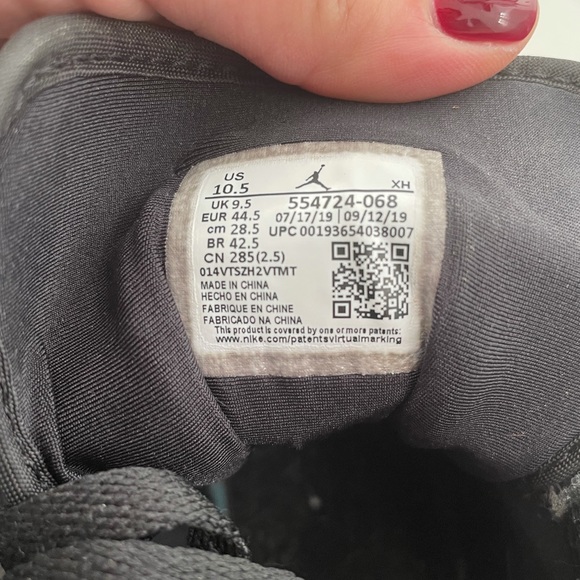 US
10.5
XH
UK 9.5
554724-068
EUR 44.5
07/17/19 | 09/12/19
cm 28.5
UPC 00193654038007
BR 42.5
CN 285(2.5)
014VTSZH2VTMT
MADE IN CHINA
HECHO EN CHINA
FABRIQUE EN CHINE
FABRICADO NA CHINA
This product is covered by one or more patents:
www.nike.com/patentsvirtualmarking